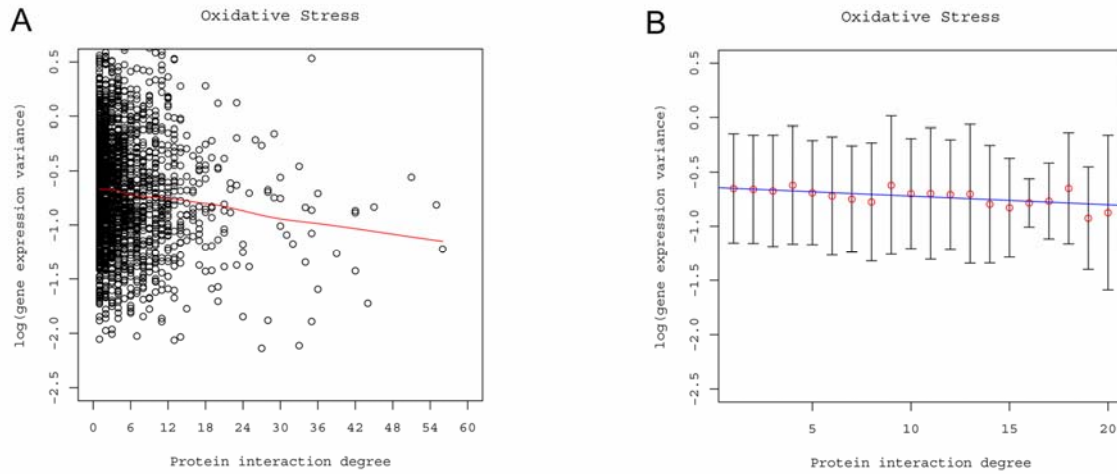 A
Oxidative Stress
log(gene expression variance)
0.5
0.0
-0.5
-1.0
-1.5
-2.0
-2.5
0 6 12 18 24 30 36 42 48 54 60
Protein interaction degree
B
Oxidative Stress
log(gene expression variance)
0.5
0.0
-0.5
-1.0
-1.5
-2.0
-2.5
5 10 15 20
Protein interaction degree